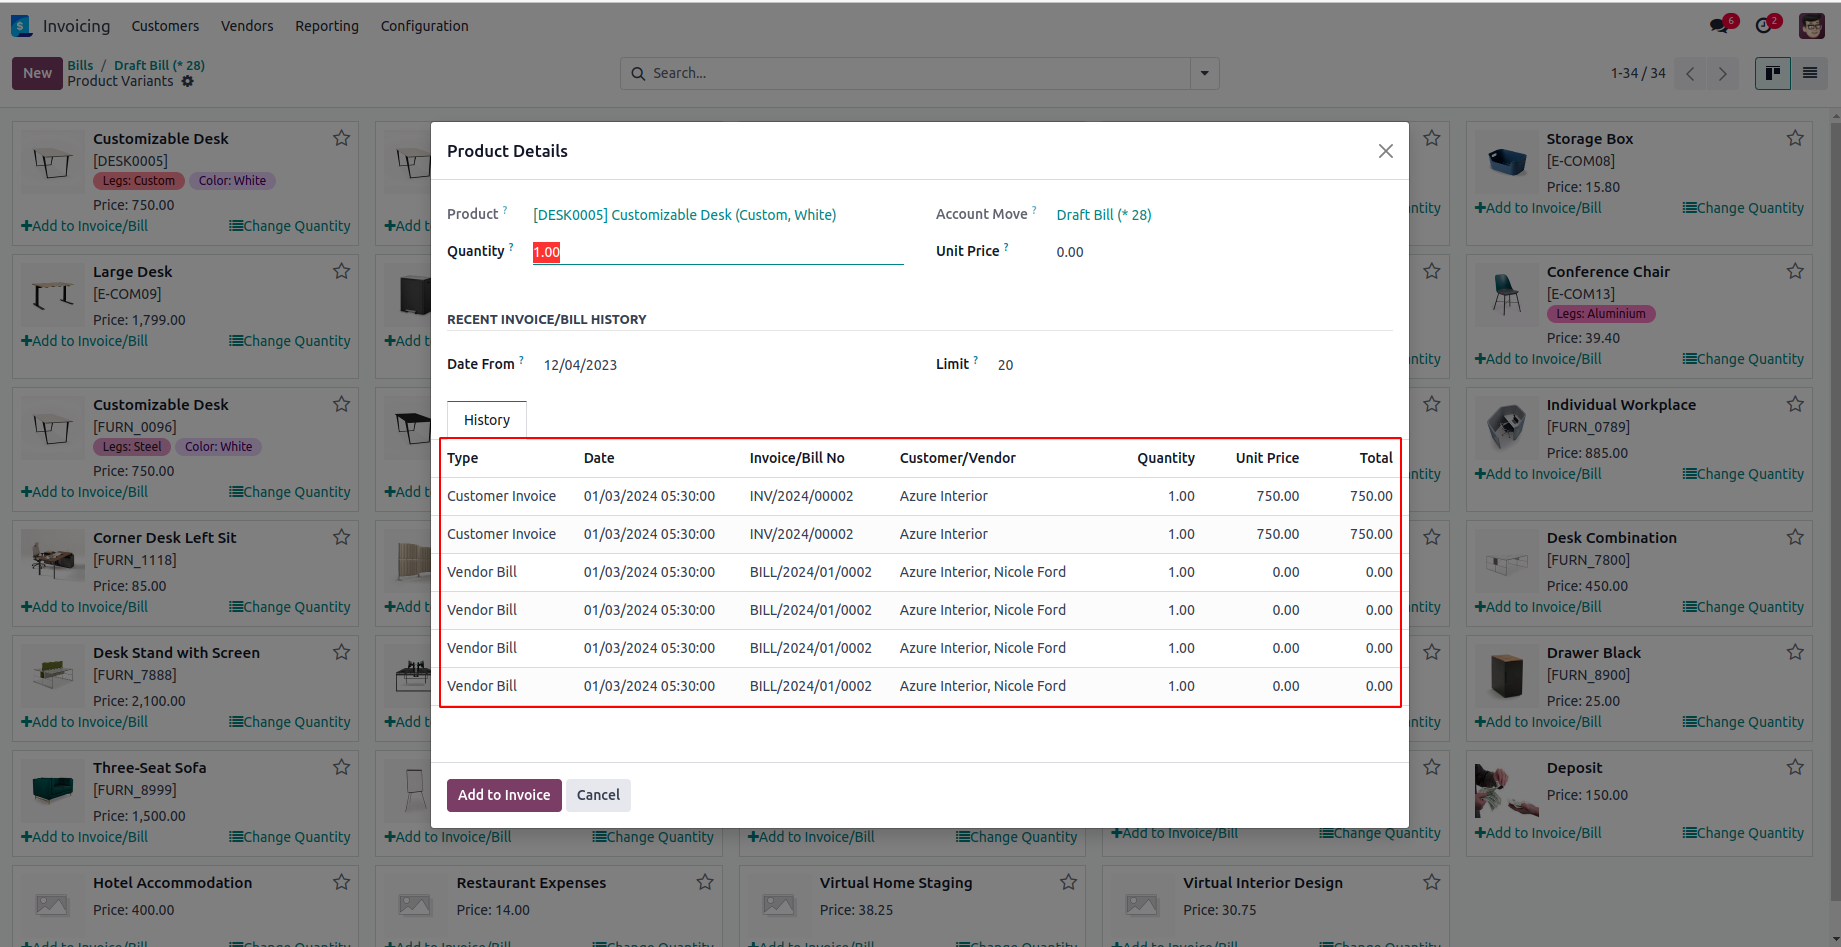 Invoicing Customers Vendors Reporting Configuration 6 2
New Bills / Draft Bill (* 28)
Product Variants
Search...
1-34 / 34
Customizable Desk
[DESK0005]
Legs: Custom Color: White
Price: 750.00
Add to Invoice/Bill Change Quantity
Large Desk
[E-COM09]
Price: 1,799.00
Add to Invoice/Bill Change Quantity
Customizable Desk
[FURN_0096]
Legs: Steel Color: White
Price: 750.00
Add to Invoice/Bill Change Quantity
Corner Desk Left Sit
[FURN_1118]
Price: 85.00
Add to Invoice/Bill Change Quantity
Desk Stand with Screen
[FURN_7888]
Price: 2,100.00
Add to Invoice/Bill Change Quantity
Three-Seat Sofa
[FURN_8999]
Price: 1,500.00
Add to Invoice/Bill Change Quantity
Product Details
Product ? [DESK0005] Customizable Desk (Custom, White) Account Move ? Draft Bill (* 28)
Quantity ? 1.00 Unit Price ? 0.00
RECENT INVOICE/BILL HISTORY
Date From ? 12/04/2023 Limit ? 20
History
Type Date Invoice/Bill No Customer/Vendor Quantity Unit Price Total
Customer Invoice 01/03/2024 05:30:00 INV/2024/00002 Azure Interior 1.00 750.00 750.00
Customer Invoice 01/03/2024 05:30:00 INV/2024/00002 Azure Interior 1.00 750.00 750.00
Vendor Bill 01/03/2024 05:30:00 BILL/2024/01/0002 Azure Interior, Nicole Ford 1.00 0.00 0.00
Vendor Bill 01/03/2024 05:30:00 BILL/2024/01/0002 Azure Interior, Nicole Ford 1.00 0.00 0.00
Vendor Bill 01/03/2024 05:30:00 BILL/2024/01/0002 Azure Interior, Nicole Ford 1.00 0.00 0.00
Vendor Bill 01/03/2024 05:30:00 BILL/2024/01/0002 Azure Interior, Nicole Ford 1.00 0.00 0.00
Add to Invoice Cancel
Add to Invoice/Bill Change Quantity Add to Invoice/Bill Change Quantity Add to Invoice/Bill Change Quantity
Storage Box
[E-COM08]
Price: 15.80
Add to Invoice/Bill Change Quantity
Conference Chair
[E-COM13]
Legs: Aluminium
Price: 39.40
Add to Invoice/Bill Change Quantity
Individual Workplace
[FURN_0789]
Price: 885.00
Add to Invoice/Bill Change Quantity
Desk Combination
[FURN_7800]
Price: 450.00
Add to Invoice/Bill Change Quantity
Drawer Black
[FURN_8900]
Price: 25.00
Add to Invoice/Bill Change Quantity
Deposit
Price: 150.00
Add to Invoice/Bill Change Quantity
Hotel Accommodation
Price: 400.00
Restaurant Expenses
Price: 14.00
Virtual Home Staging
Price: 38.25
Virtual Interior Design
Price: 30.75